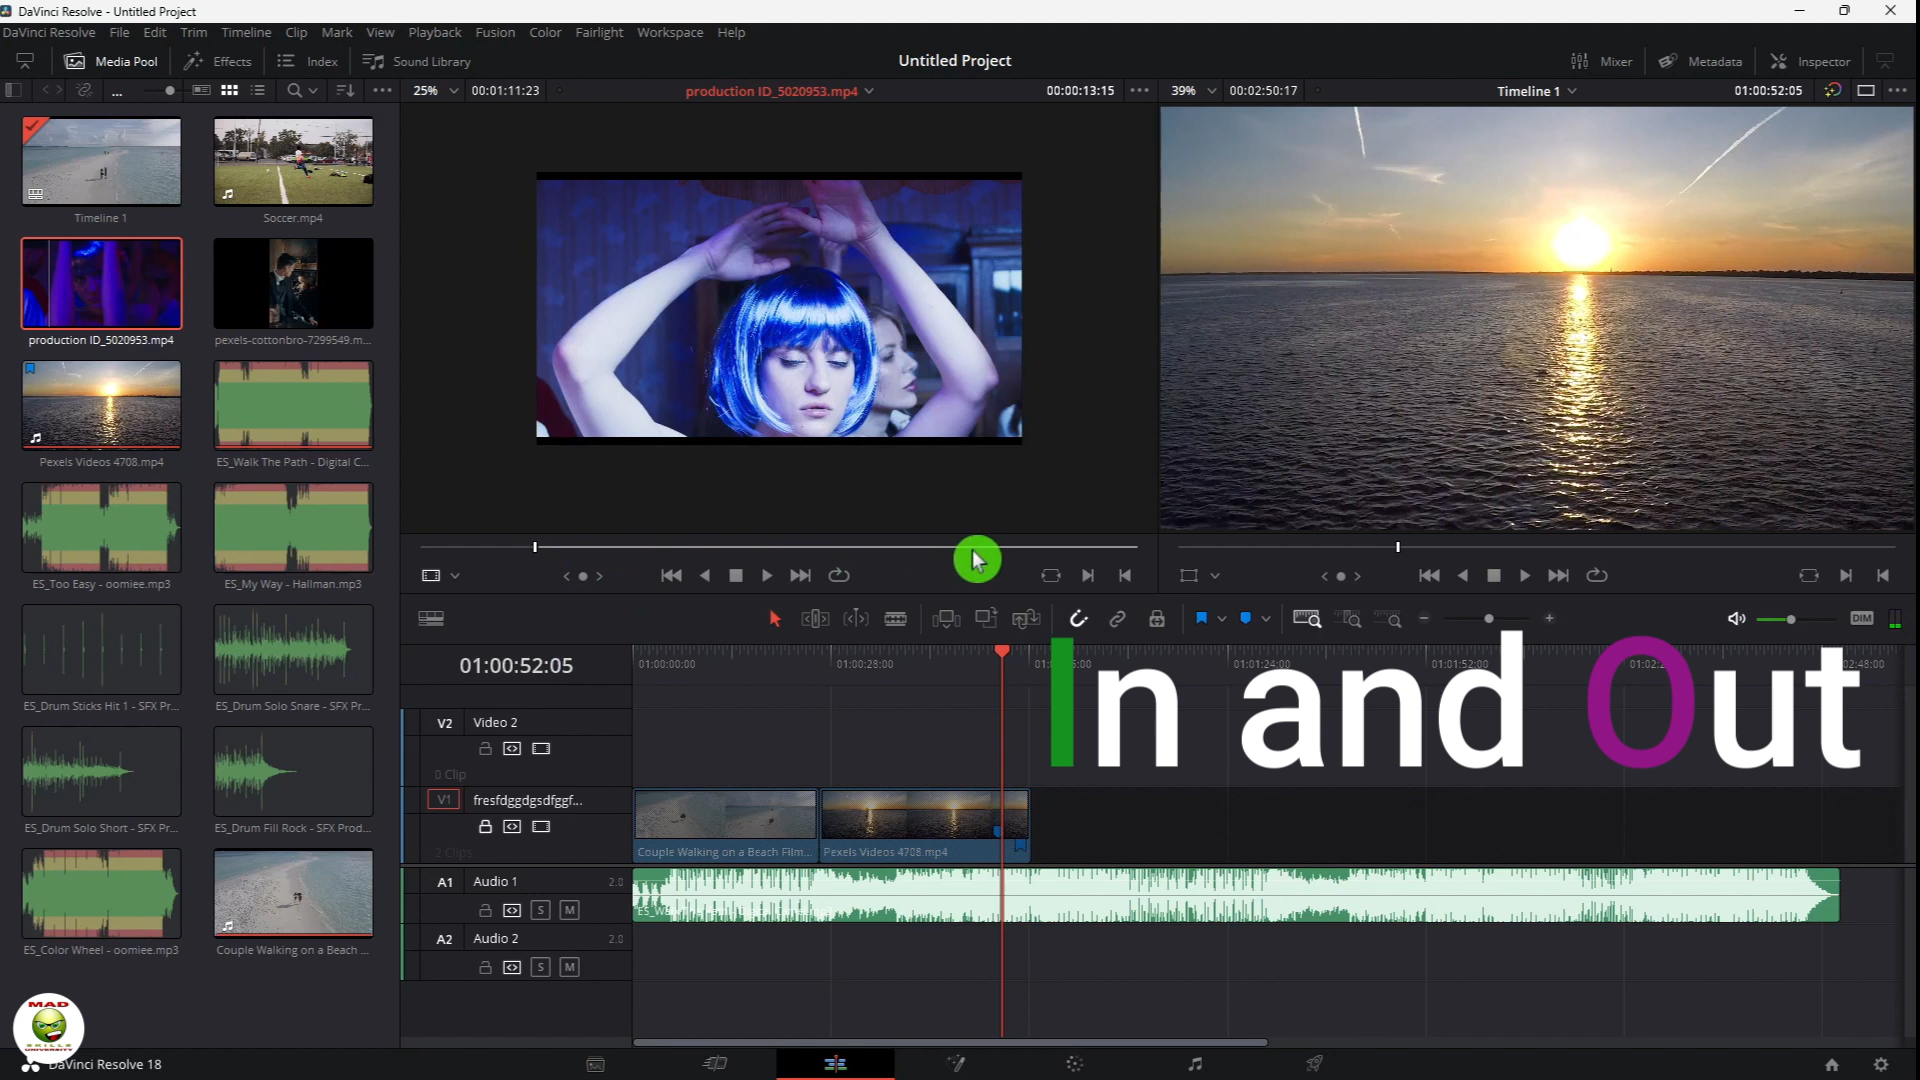 DaVinci Resolve - Untitled Project
DaVinci Resolve File Edit Trim Timeline Clip Mark View Playback Fusion Color Fairlight Workspace Help
Media Pool Effects Index Sound Library Untitled Project Mixer Metadata Inspector
... 25% 00:01:11:23 production ID_5020953.mp4 00:00:13:15 39% 00:02:50:17 Timeline 1 01:00:52:05
Timeline 1 Soccer.mp4
production ID_5020953.mp4 pexels-cottonbro-7299549.m...
Pexels Videos 4708.mp4 ES_Walk The Path - Digital C...
ES_Too Easy - oomiee.mp3 ES_My Way - Hallman.mp3
ES_Drum Sticks Hit 1 - SFX Pr... ES_Drum Solo Snare - SFX Pr...
ES_Drum Solo Short - SFX Pr... ES_Drum Fill Rock - SFX Prod...
ES_Color Wheel - oomiee.mp3 Couple Walking on a Beach ...
DIM
01:00:52:05 01:00:00:00 01:00:28:00 01:01:24:00 01:01:52:00 2:48:00
In and Out
V2 Video 2
0 Clip
V1 fresfdggdgsdfggf...
2 Clips
Couple Walking on a Beach Film... Pexels Videos 4708.mp4
A1 Audio 1 2.0
S M
A2 Audio 2 2.0
S M
MAD
SKILLS
UNIVERSITY
DaVinci Resolve 18